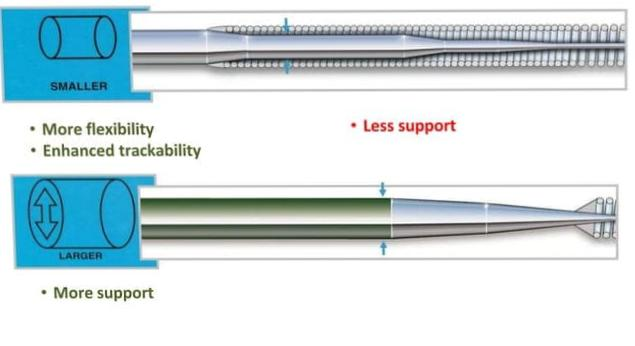 SMALLER
• More flexibility
• Enhanced trackability
• Less support
LARGER
• More support